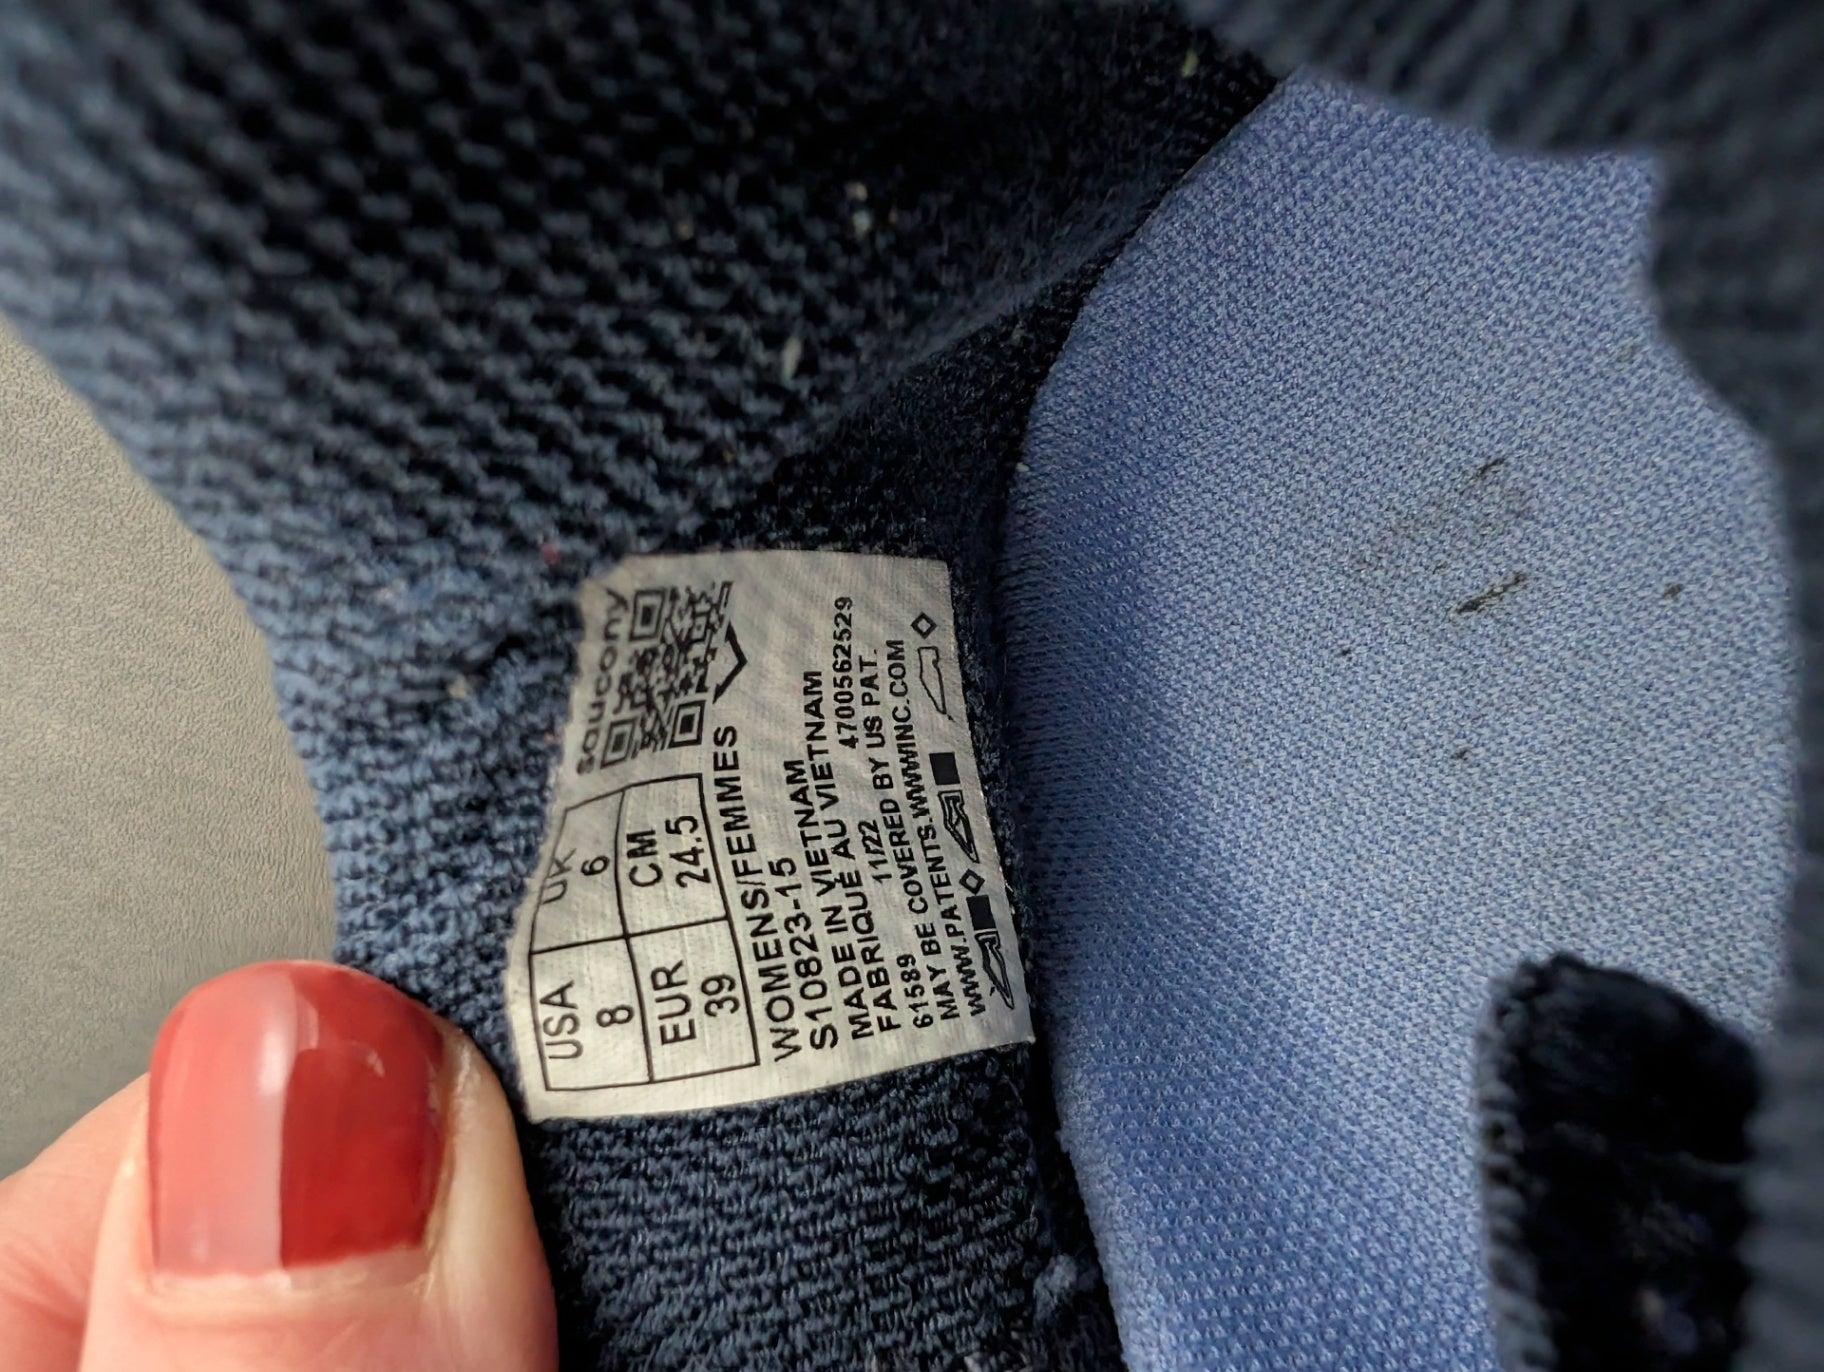 saucony
USA
8
UK
6
EUR
39
CM
24.5
WOMENS/FEMMES
S10823-15
MADE IN VIETNAM
FABRIQUÉ AU VIETNAM
11/22 4700562529
61589
MAY BE COVERED BY US PAT.
WWW.PATENTS.WWWINC.COM